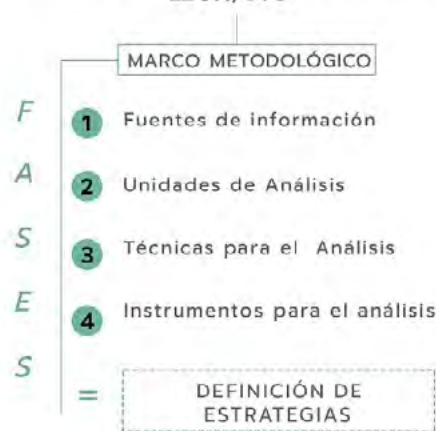 MARCO METODOLÓGICO
F
A
S
E
S
1 Fuentes de información
2 Unidades de Análisis
3 Técnicas para el Análisis
4 Instrumentos para el análisis
=
DEFINICIÓN DE
ESTRATEGIAS